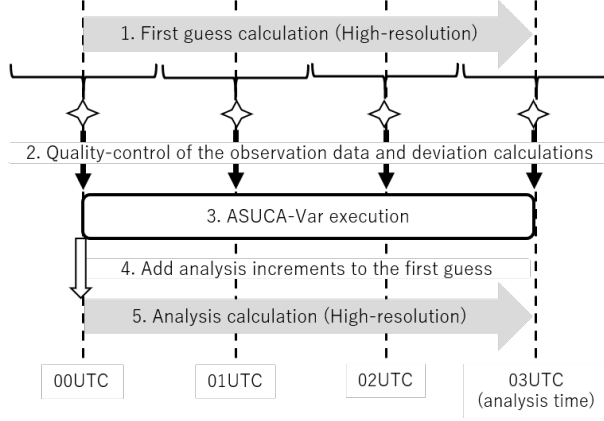 1. First guess calculation (High-resolution)
2. Quality-control of the observation data and deviation calculations
3. ASUCA-Var execution
4. Add analysis increments to the first guess
5. Analysis calculation (High-resolution)
00UTC
01UTC
02UTC
03UTC
(analysis time)